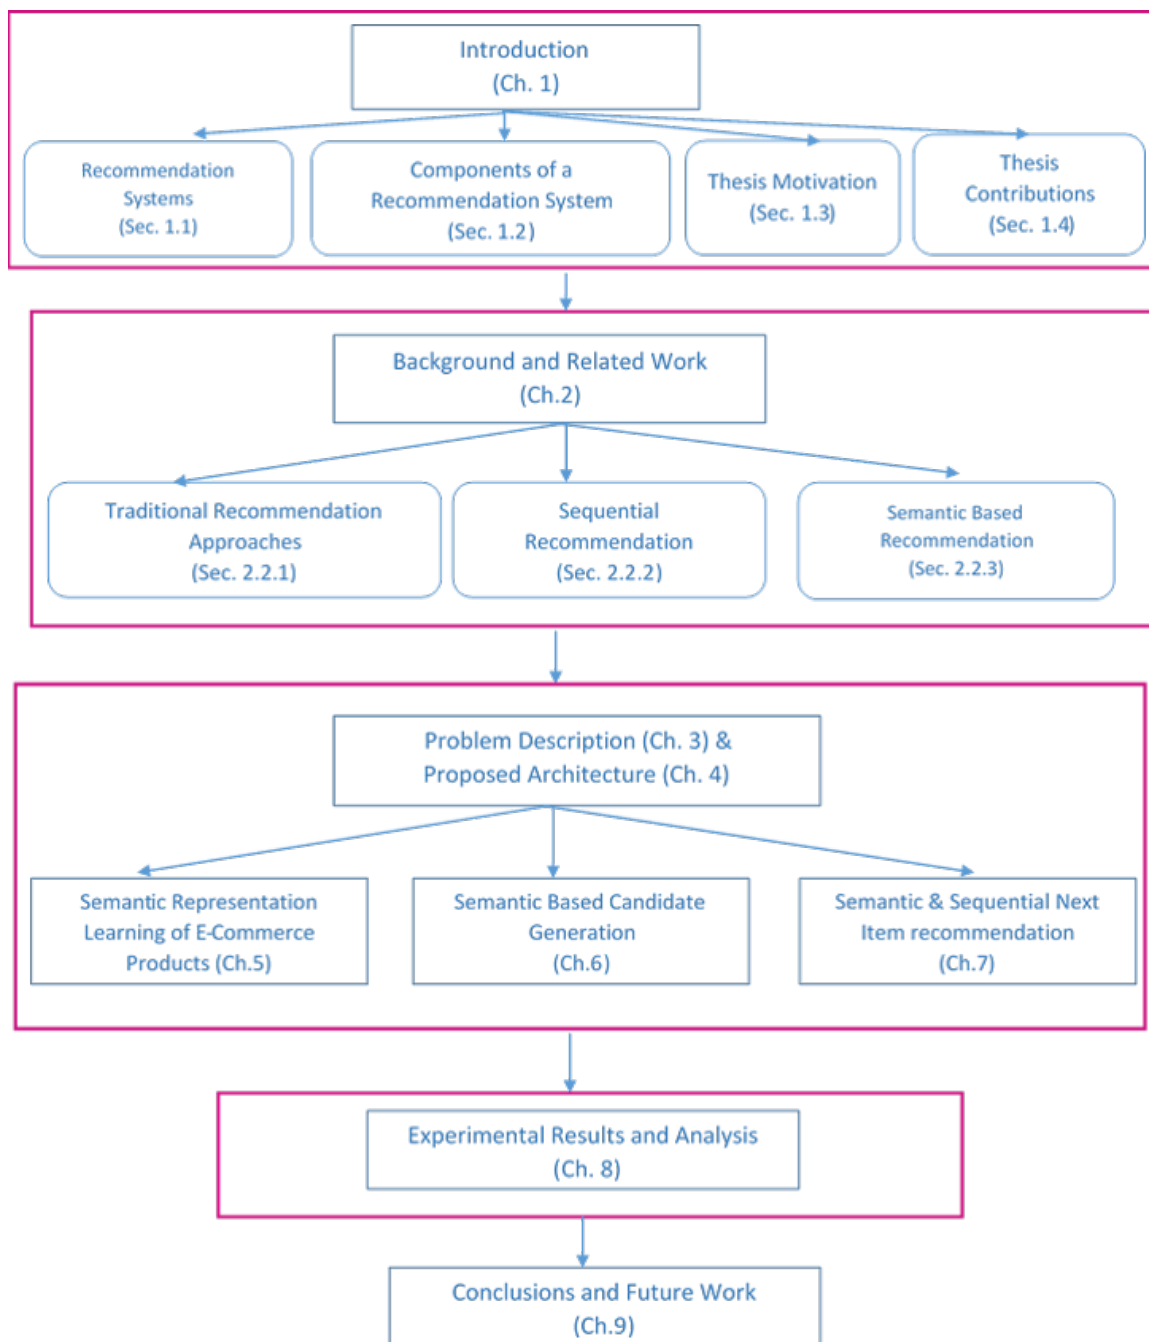 Introduction
(Ch. 1)
Recommendation
Systems
(Sec. 1.1)
Components of a
Recommendation System
(Sec. 1.2)
Thesis Motivation
(Sec. 1.3)
Thesis
Contributions
(Sec. 1.4)
Background and Related Work
(Ch.2)
Traditional Recommendation
Approaches
(Sec. 2.2.1)
Sequential
Recommendation
(Sec. 2.2.2)
Semantic Based
Recommendation
(Sec. 2.2.3)
Problem Description (Ch. 3) &
Proposed Architecture (Ch. 4)
Semantic Representation
Learning of E-Commerce
Products (Ch.5)
Semantic Based Candidate
Generation
(Ch.6)
Semantic & Sequential Next
Item recommendation
(Ch.7)
Experimental Results and Analysis
(Ch. 8)
Conclusions and Future Work
(Ch.9)